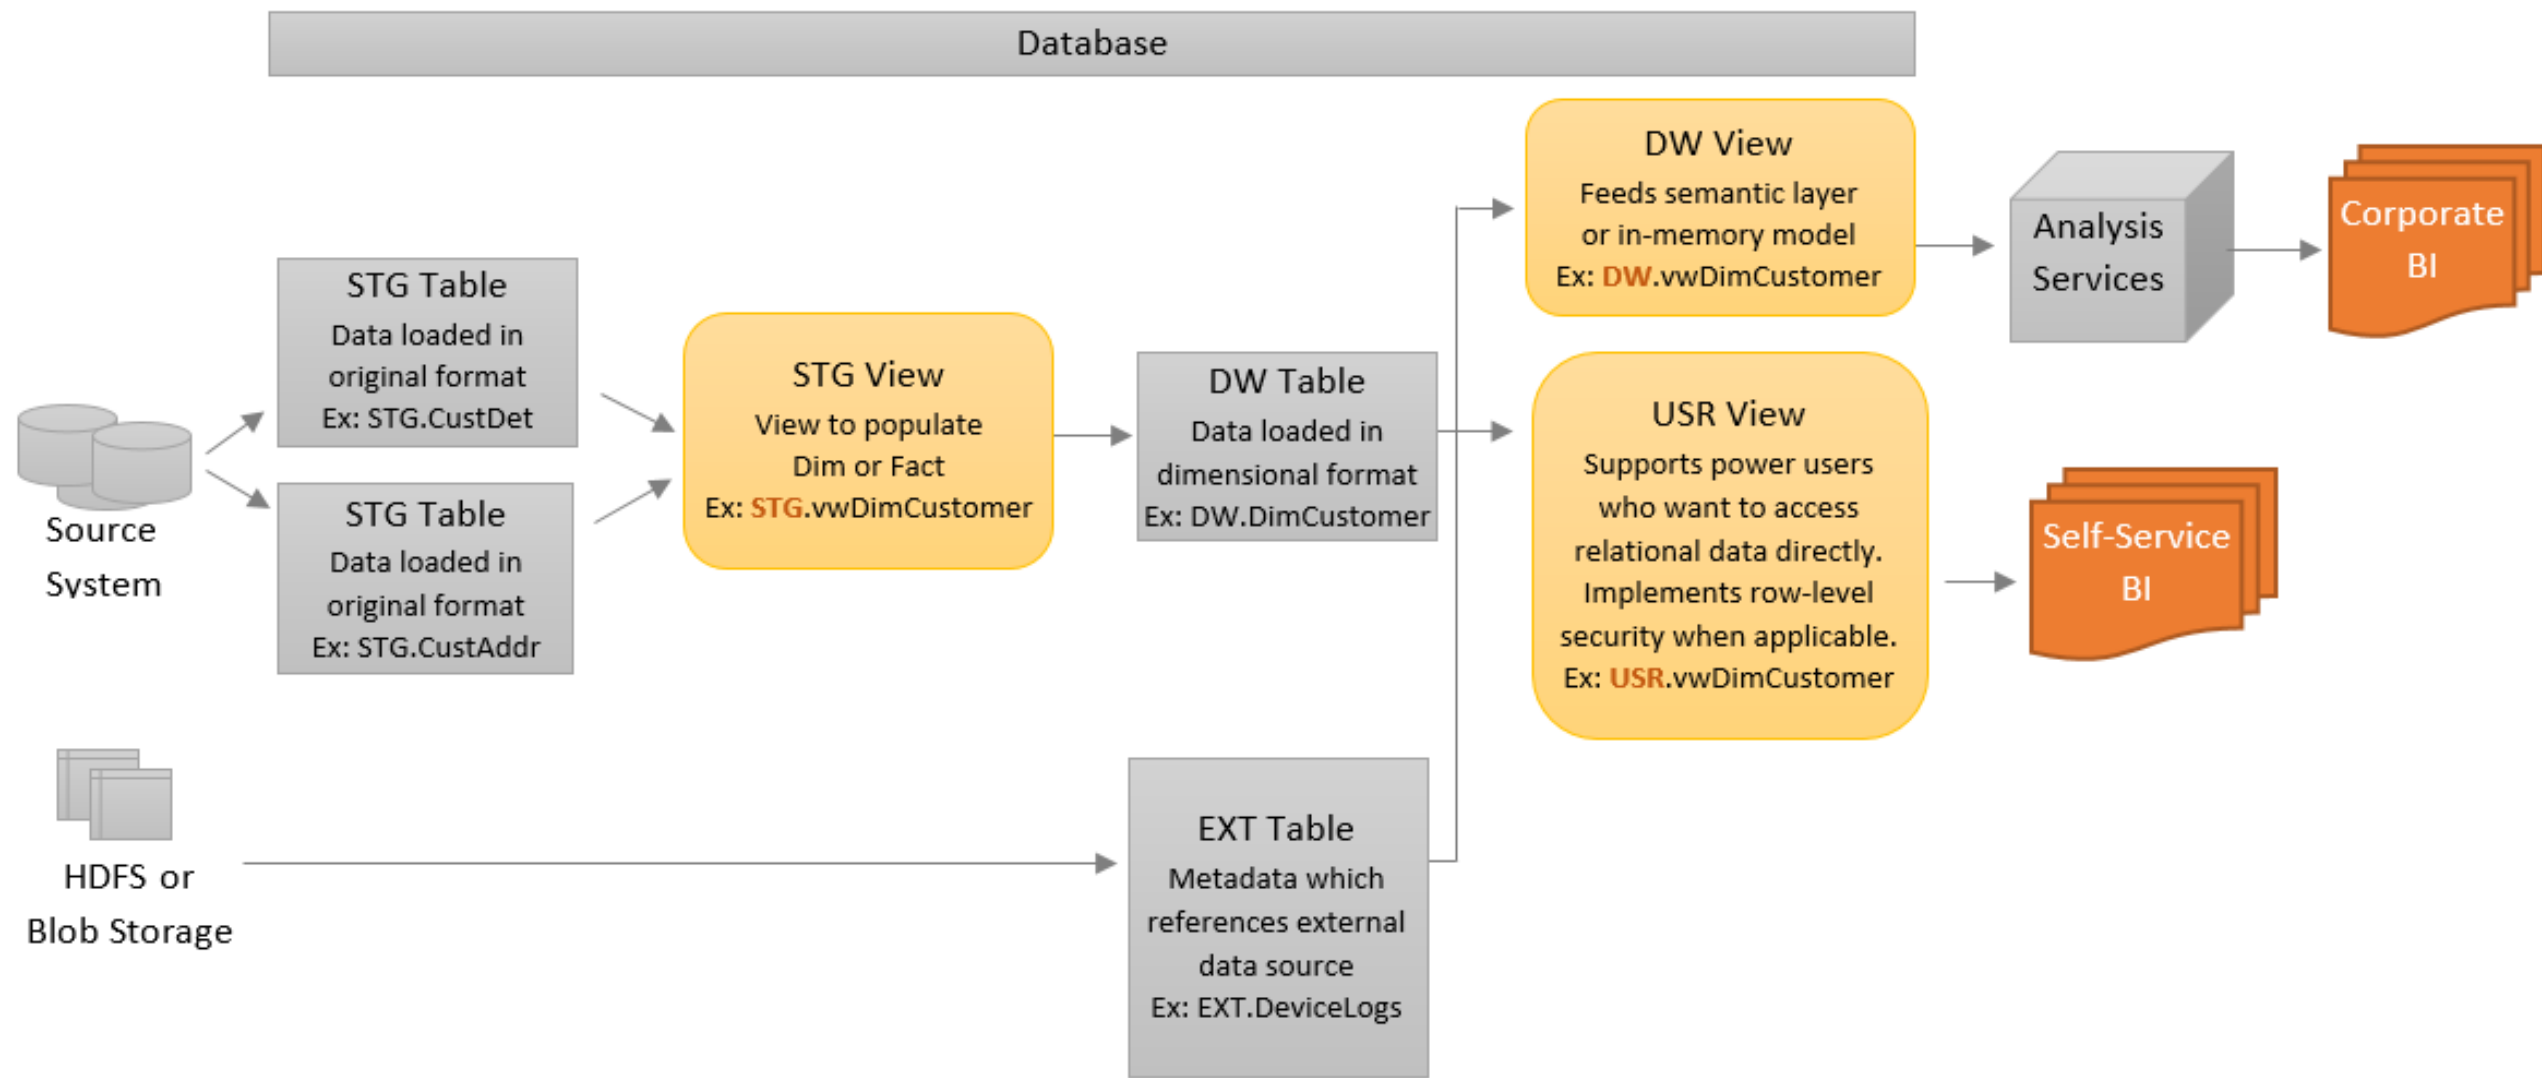 Database
Source
System
STG Table
Data loaded in
original format
Ex: STG.CustDet
STG Table
Data loaded in
original format
Ex: STG.CustAddr
STG View
View to populate
Dim or Fact
Ex: STG.vwDimCustomer
DW Table
Data loaded in
dimensional format
Ex: DW.DimCustomer
DW View
Feeds semantic layer
or in-memory model
Ex: DW.vwDimCustomer
Analysis
Services
Corporate
BI
USR View
Supports power users
who want to access
relational data directly.
Implements row-level
security when applicable.
Ex: USR.vwDimCustomer
Self-Service
BI
HDFS or
Blob Storage
EXT Table
Metadata which
references external
data source
Ex: EXT.DeviceLogs